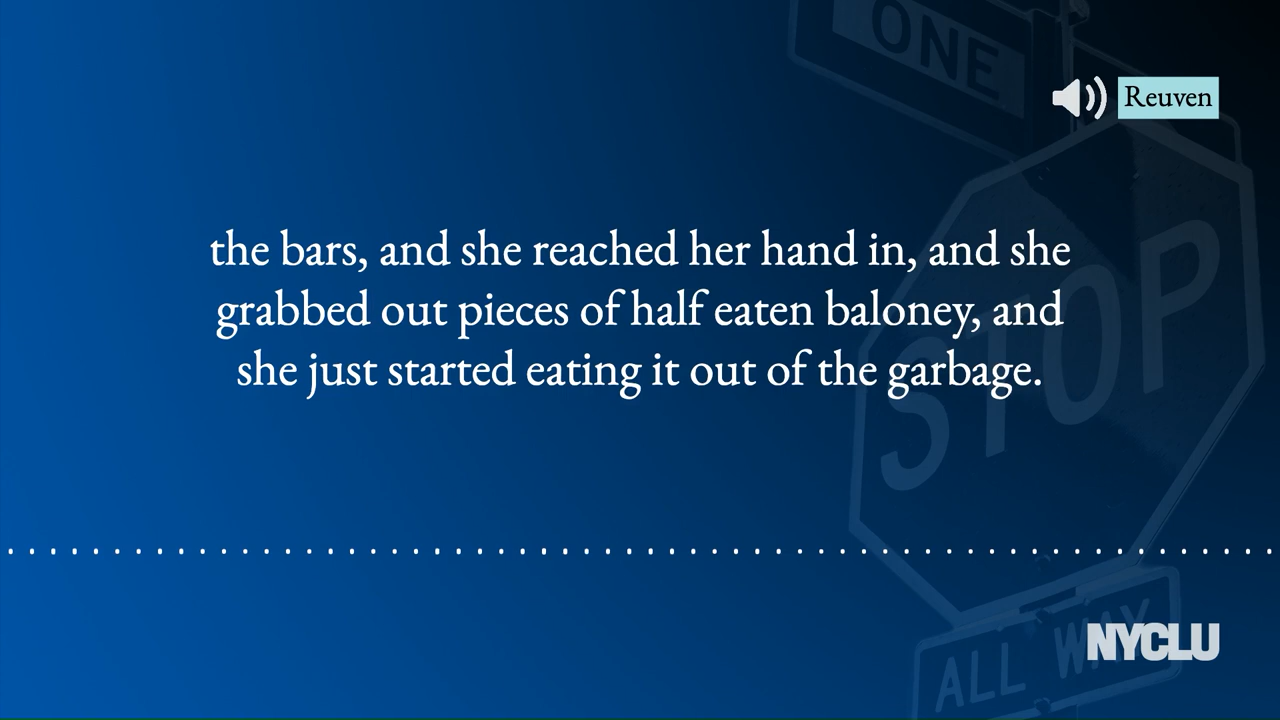 ONE
Reuven
the bars, and she reached her hand in, and she
grabbed out pieces of half eaten baloney, and
she just started eating it out of the garbage.
STOP
ALL WAY
NYCLU